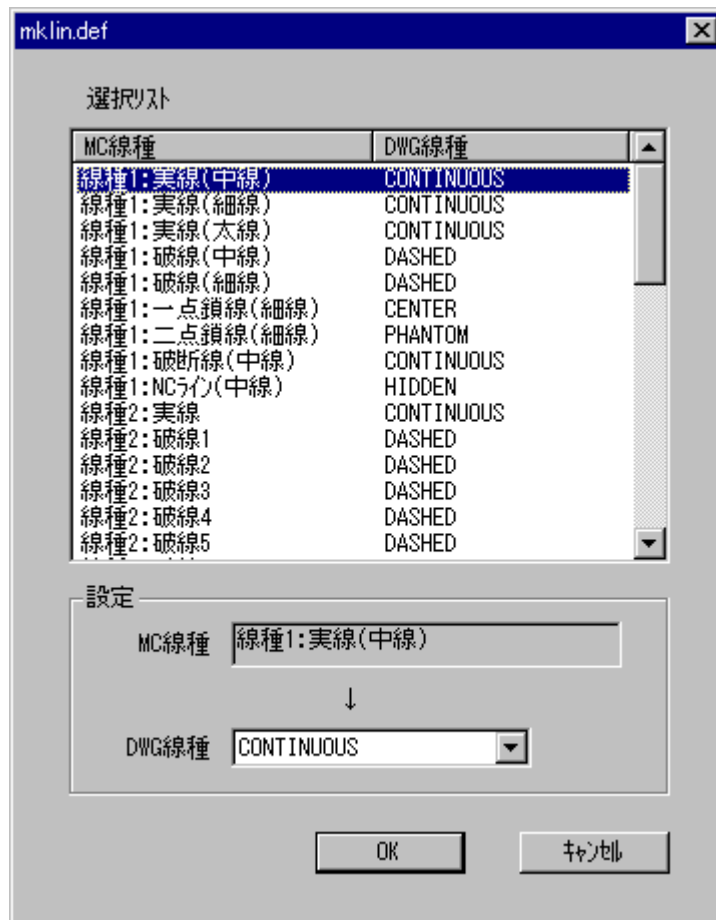 mklin.def
選択ﾘｽﾄ
MC線種 DWG線種
線種1:実線(中線) CONTINUOUS
線種1:実線(細線) CONTINUOUS
線種1:実線(太線) CONTINUOUS
線種1:破線(中線) DASHED
線種1:破線(細線) DASHED
線種1:一点鎖線(細線) CENTER
線種1:二点鎖線(細線) PHANTOM
線種1:破断線(中線) CONTINUOUS
線種1:NCﾗｲﾝ(中線) HIDDEN
線種2:実線 CONTINUOUS
線種2:破線1 DASHED
線種2:破線2 DASHED
線種2:破線3 DASHED
線種2:破線4 DASHED
線種2:破線5 DASHED
設定
MC線種 線種1:実線(中線)
↓
DWG線種 CONTINUOUS
OK ｷｬﾝｾﾙ